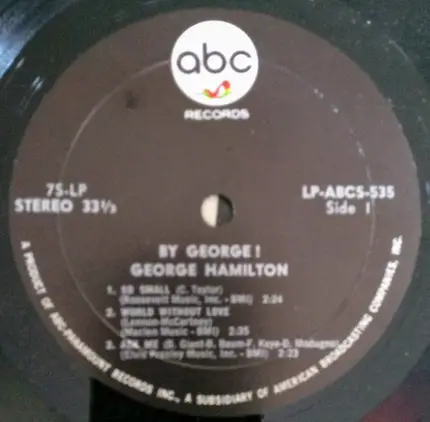 abc
RECORDS
75-LP
STEREO 33⅓
LP-ABCS-535
Side 1
BY GEORGE!
GEORGE HAMILTON
1. SO SMALL (C. Taylor)
(Roosevelt Music, Inc. - BMI) 2:24
2. WORLD WITHOUT LOVE
(Lennon-McCartney)
(Maclen Music - BMI) 2:35
3. ASK ME (B. Giant-B. Baum-F. Kaye-D. Modugno)
(Elvis Presley Music, Inc. - BMI) 2:23
A PRODUCT OF ABC-PARAMOUNT RECORDS INC., A SUBSIDIARY OF AMERICAN BROADCASTING COMPANIES, INC.